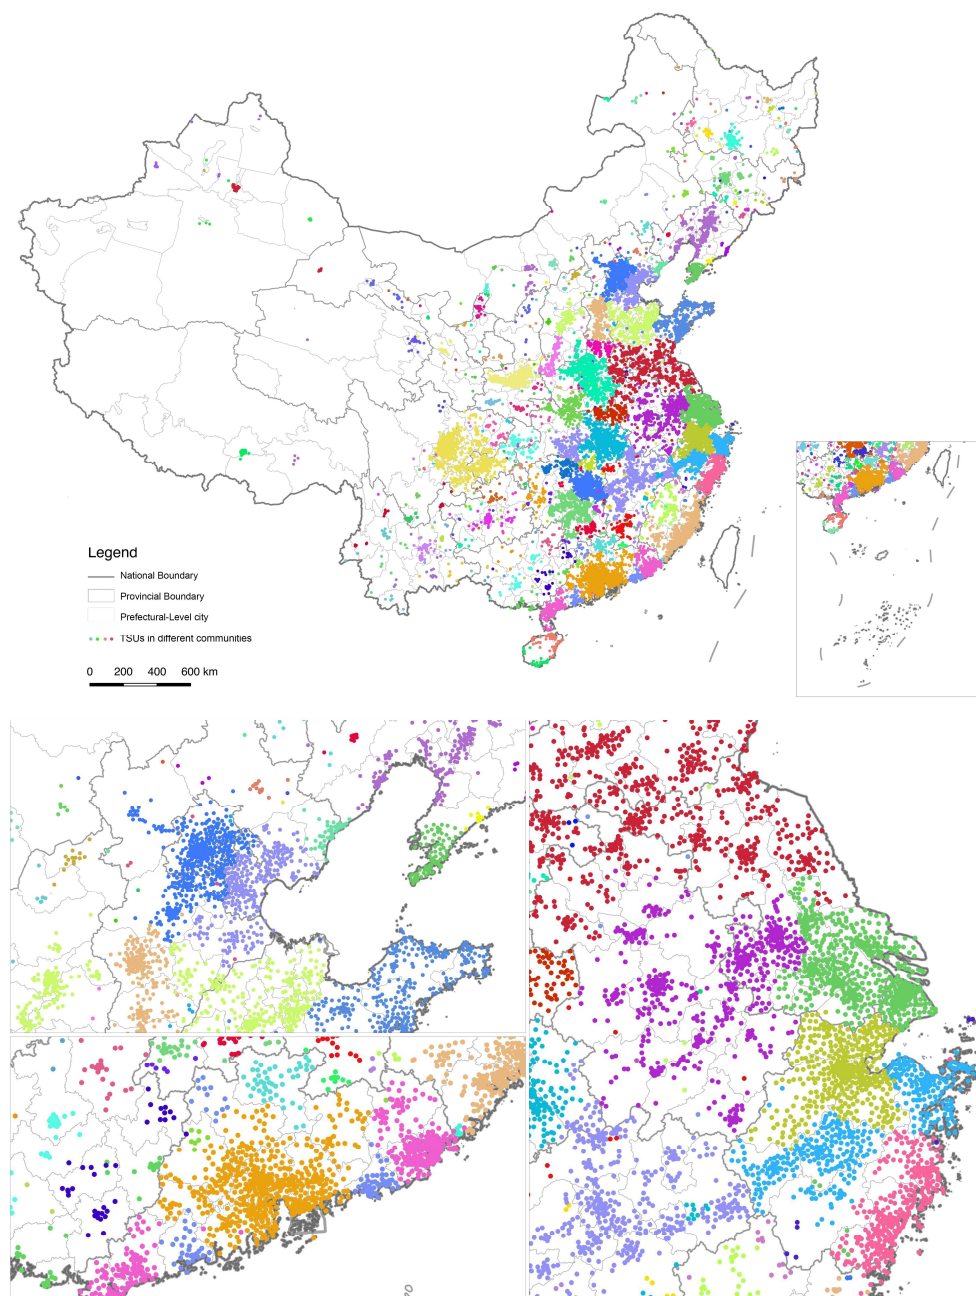 Legend
National Boundary
Provincial Boundary
Prefectural-Level city
TSUs in different communities
0 200 400 600 km